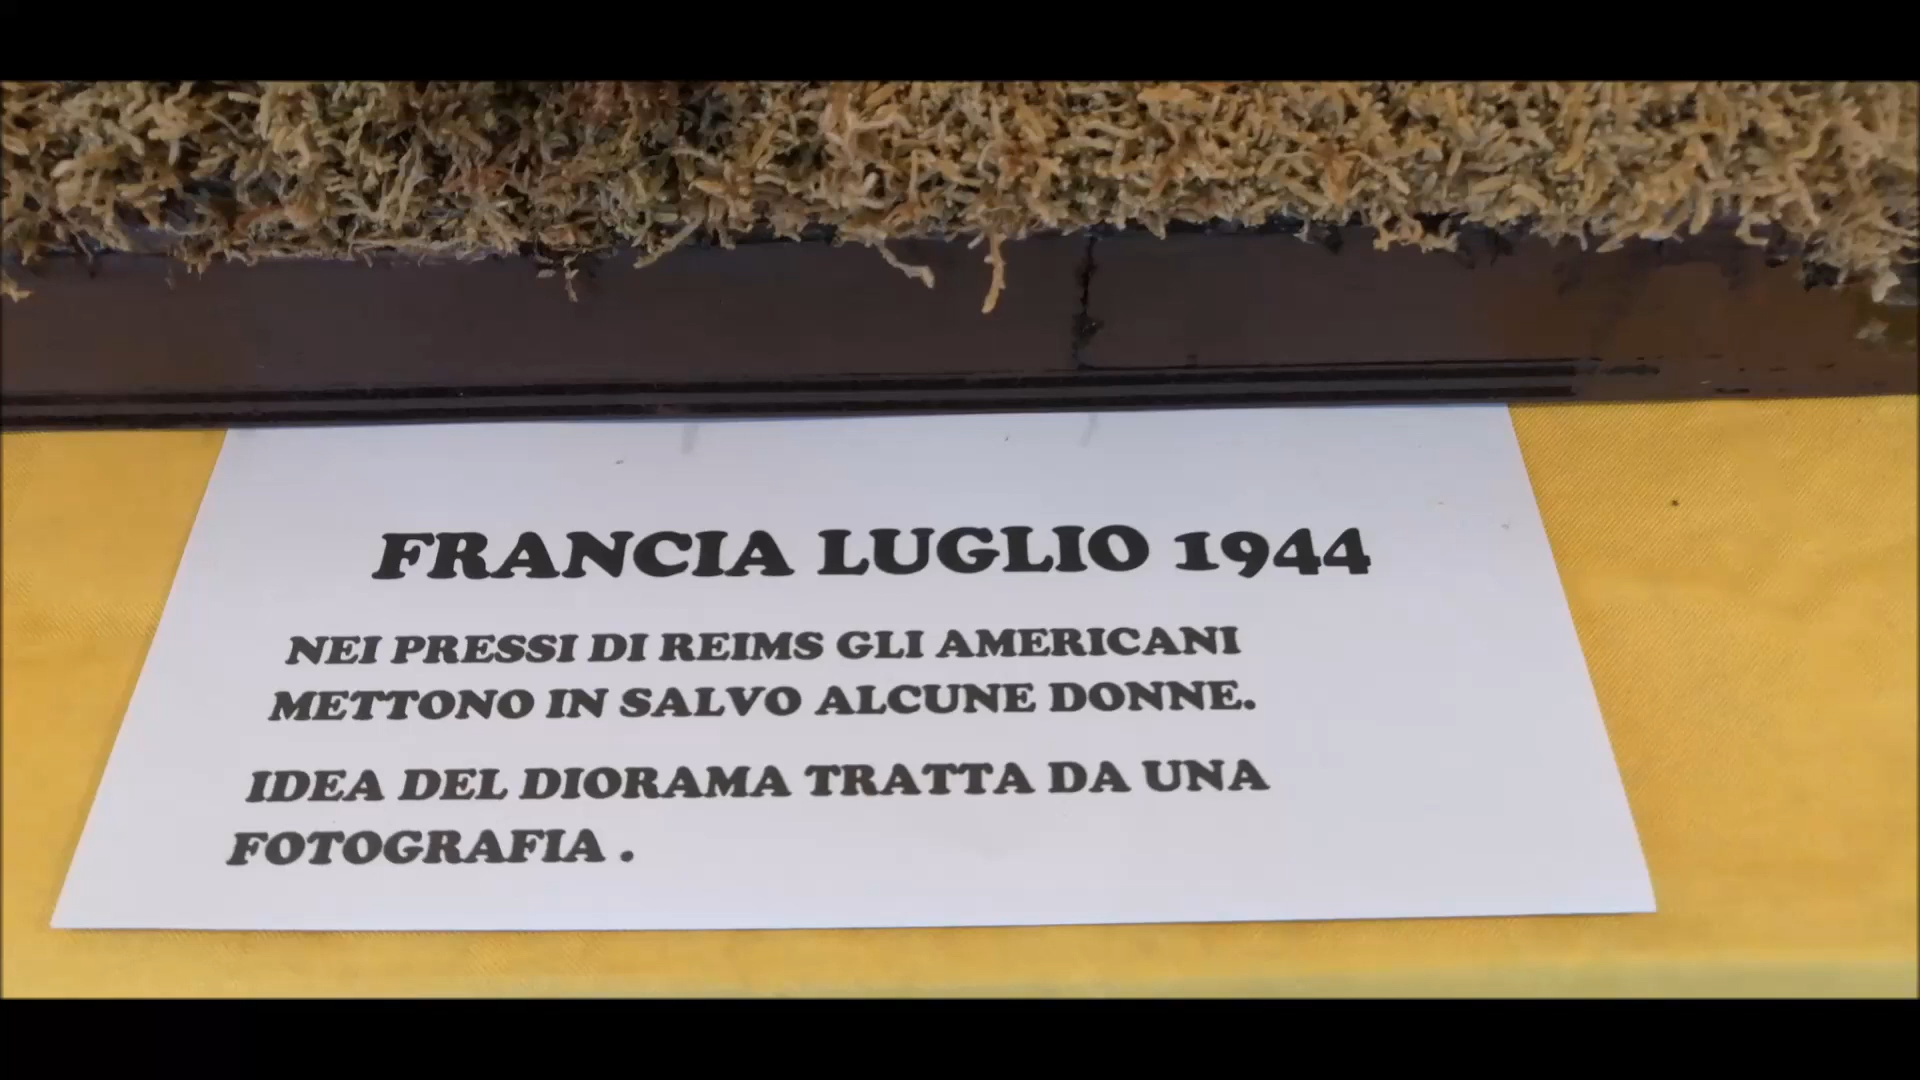 FRANCIA LUGLIO 1944
NEI PRESSI DI REIMS GLI AMERICANI
METTONO IN SALVO ALCUNE DONNE.
IDEA DEL DIORAMA TRATTA DA UNA
FOTOGRAFIA .